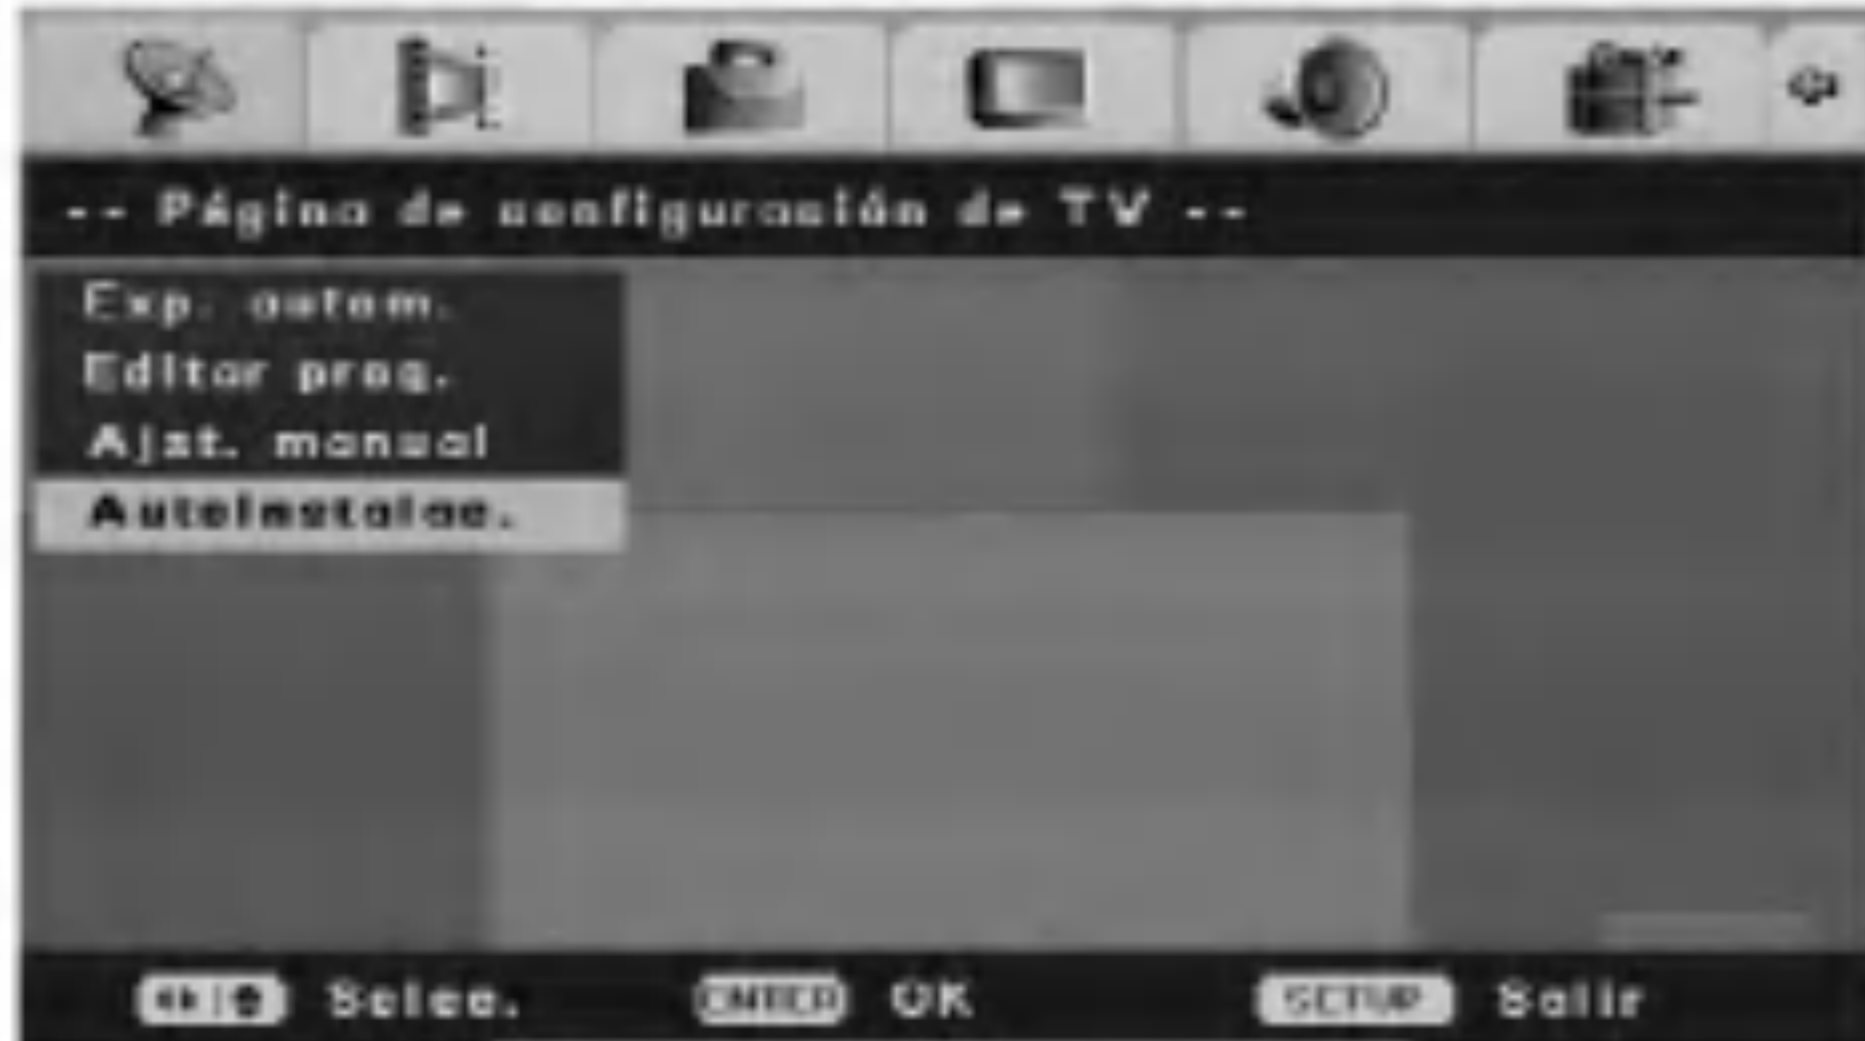 -- Página de configuración de TV --
Exp. autom.
Editor prog.
Ajst. manual
Autoinstalac.
Selec.
ENTER OK
SETUP Salir